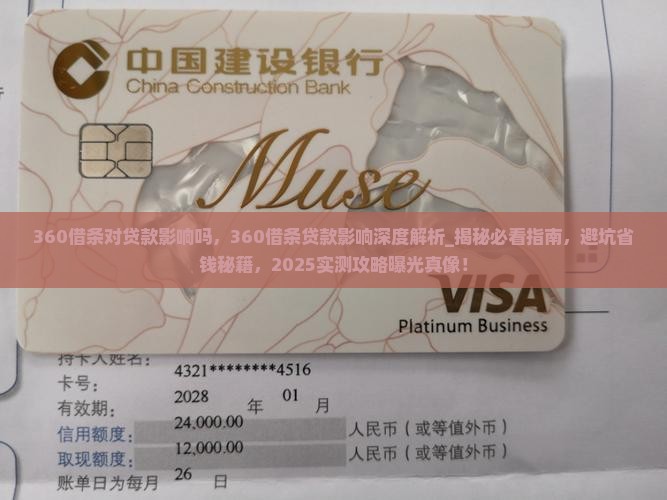 中国建设银行
China Construction Bank
Muse
360借条对贷款影响吗，360借条贷款影响深度解析_揭秘必看指南，避坑省
钱秘籍，2025实测攻略曝光真像！
VISA
Platinum Business
持卡人姓名：
卡号： 4321********4516
有效期： 2028 年 01 月
信用额度： 24,000.00 人民币（或等值外币）
取现额度： 12,000.00 人民币（或等值外币）
账单日为每月 26 日